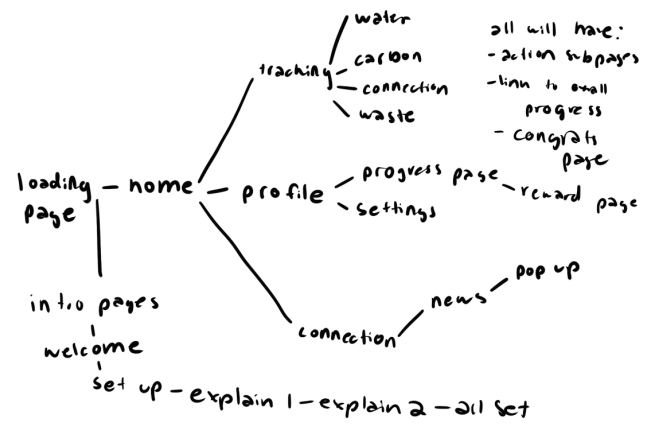 water
carbon
tracking
connection
waste
all will have:
- action subpages
- link to overall
progress
- congrats
page
loading
page
home
profile
progress page
reward page
settings
connection
news
pop up
intro pages
welcome
set up - explain 1 - explain 2 - all set